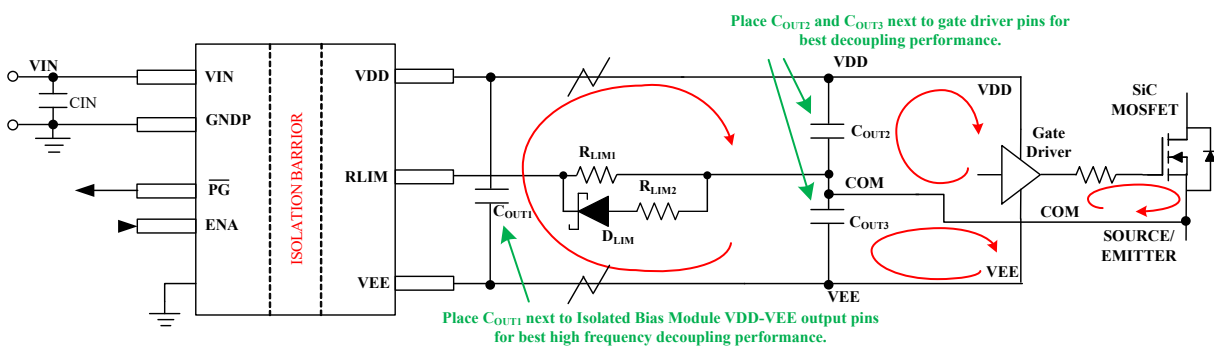 Place COUT2 and COUT3 next to gate driver pins for
best decoupling performance.
VIN
CIN
VIN
GNDP
PG
ENA
ISOLATION BARRIER
VDD
RLIM
VEE
COUT1
RLIM1
RLIM2
DLIM
VDD
COUT2
COM
COUT3
VEE
VDD
Gate
Driver
VEE
SiC
MOSFET
COM
SOURCE/
EMITTER
Place COUT1 next to Isolated Bias Module VDD-VEE output pins
for best high frequency decoupling performance.